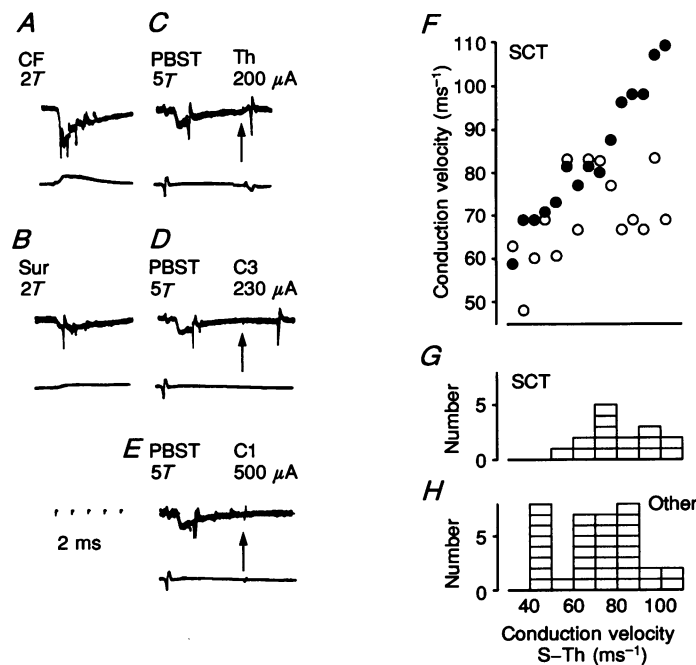 A
CF
2T
C
PBST
5T
Th
200 μA
B
Sur
2T
D
PBST
5T
C3
230 μA
E
PBST
5T
C1
500 μA
2 ms
F
SCT
Conduction velocity (ms⁻¹)
110
100
90
80
70
60
50
G
SCT
Number
5
0
H
Other
Number
5
0
40 60 80 100
Conduction velocity
S–Th (ms⁻¹)